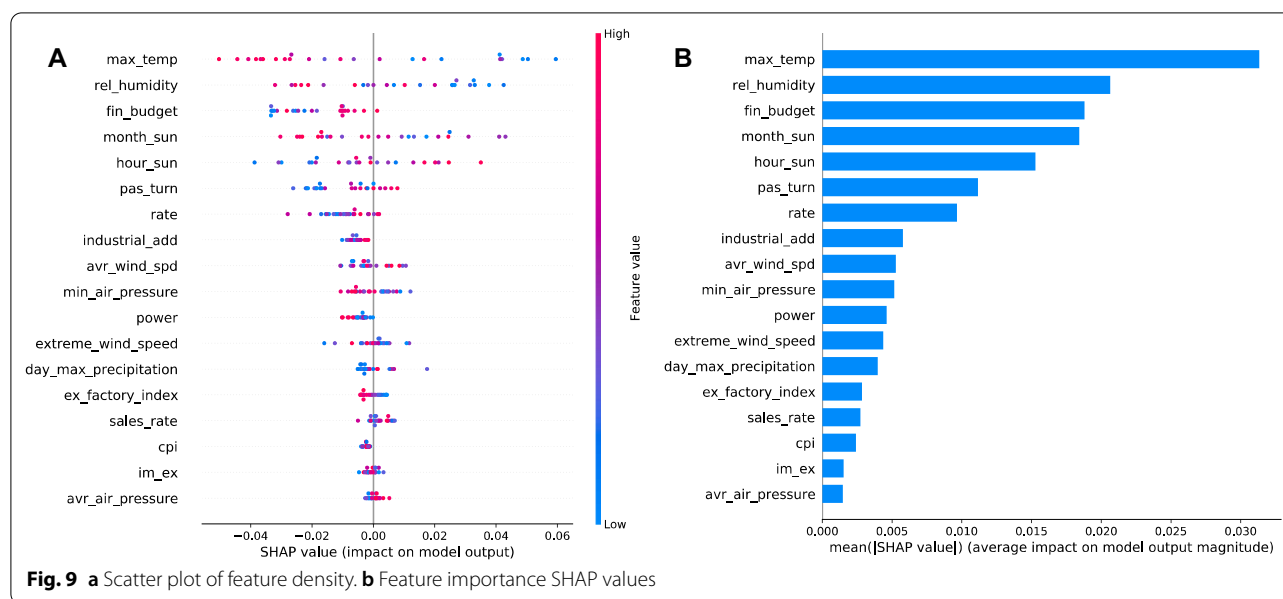 A
max_temp
rel_humidity
fin_budget
month_sun
hour_sun
pas_turn
rate
industrial_add
avr_wind_spd
min_air_pressure
power
extreme_wind_speed
day_max_precipitation
ex_factory_index
sales_rate
cpi
im_ex
avr_air_pressure
−0.04 −0.02 0.00 0.02 0.04 0.06
SHAP value (impact on model output)
High
Feature value
Low
B
max_temp
rel_humidity
fin_budget
month_sun
hour_sun
pas_turn
rate
industrial_add
avr_wind_spd
min_air_pressure
power
extreme_wind_speed
day_max_precipitation
ex_factory_index
sales_rate
cpi
im_ex
avr_air_pressure
0.000 0.005 0.010 0.015 0.020 0.025 0.030
mean(|SHAP value|) (average impact on model output magnitude)
Fig. 9 a Scatter plot of feature density. b Feature importance SHAP values